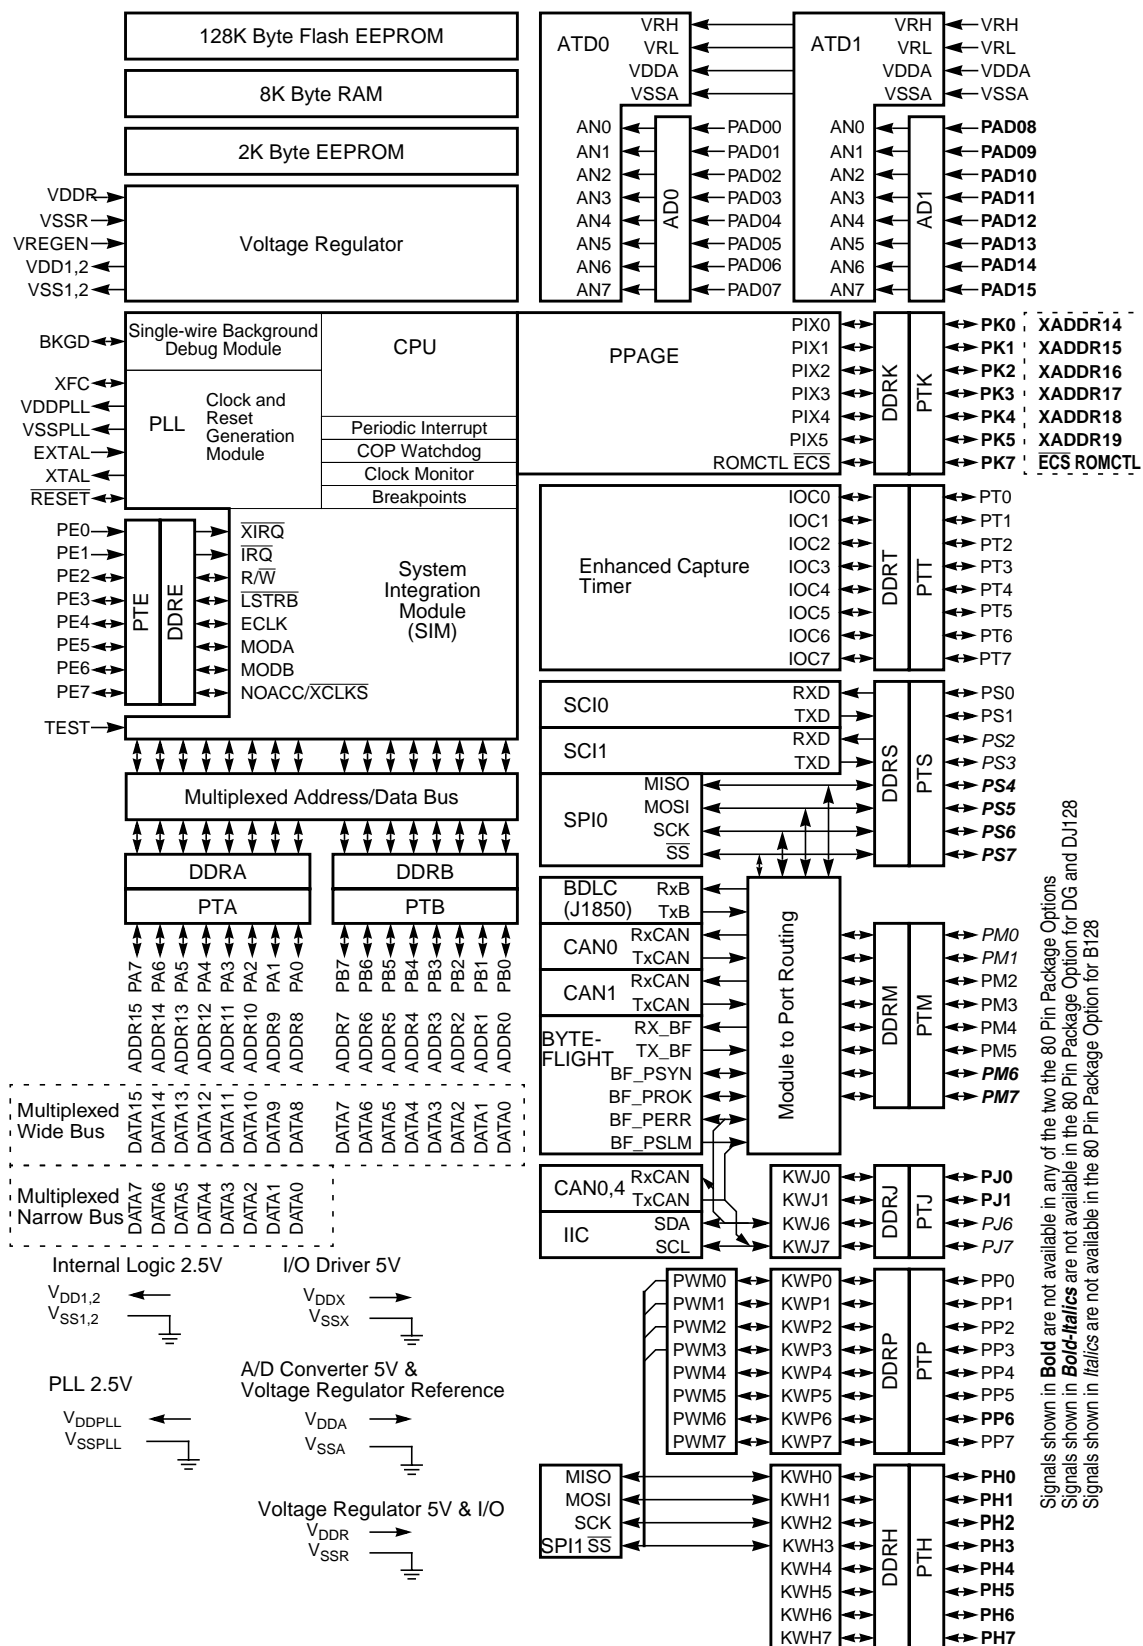 128K Byte Flash EEPROM
8K Byte RAM
2K Byte EEPROM
VDDR
VSSR
VREGEN
VDD1,2
VSS1,2
Voltage Regulator
ATD0
VRH
VRL
VDDA
VSSA
AN0
AN1
AN2
AN3
AN4
AN5
AN6
AN7
AD0
PAD00
PAD01
PAD02
PAD03
PAD04
PAD05
PAD06
PAD07
ATD1
VRH
VRL
VDDA
VSSA
VRH
VRL
VDDA
VSSA
AN0
AN1
AN2
AN3
AN4
AN5
AN6
AN7
AD1
PAD08
PAD09
PAD10
PAD11
PAD12
PAD13
PAD14
PAD15
BKGD
XFC
VDDPLL
VSSPLL
EXTAL
XTAL
RESET
Single-wire Background
Debug Module
CPU
PLL
Clock and
Reset
Generation
Module
Periodic Interrupt
COP Watchdog
Clock Monitor
Breakpoints
PPAGE
PIX0
PIX1
PIX2
PIX3
PIX4
PIX5
ROMCTL ECS
DDRK
PTK
PK0 XADDR14
PK1 XADDR15
PK2 XADDR16
PK3 XADDR17
PK4 XADDR18
PK5 XADDR19
PK7 ECS ROMCTL
PE0
PE1
PE2
PE3
PE4
PE5
PE6
PE7
TEST
PTE
DDRE
XIRQ
IRQ
R/W
LSTRB
ECLK
MODA
MODB
NOACC/XCLKS
System
Integration
Module
(SIM)
Enhanced Capture
Timer
IOC0
IOC1
IOC2
IOC3
IOC4
IOC5
IOC6
IOC7
DDRT
PTT
PT0
PT1
PT2
PT3
PT4
PT5
PT6
PT7
SCI0
RXD
TXD
SCI1
RXD
TXD
SPI0
MISO
MOSI
SCK
SS
DDRS
PTS
PS0
PS1
PS2
PS3
PS4
PS5
PS6
PS7
Multiplexed Address/Data Bus
DDRA
PTA
DDRB
PTB
PA7
PA6
PA5
PA4
PA3
PA2
PA1
PA0
PB7
PB6
PB5
PB4
PB3
PB2
PB1
PB0
ADDR15
ADDR14
ADDR13
ADDR12
ADDR11
ADDR10
ADDR9
ADDR8
ADDR7
ADDR6
ADDR5
ADDR4
ADDR3
ADDR2
ADDR1
ADDR0
Multiplexed
Wide Bus
DATA15
DATA14
DATA13
DATA12
DATA11
DATA10
DATA9
DATA8
DATA7
DATA6
DATA5
DATA4
DATA3
DATA2
DATA1
DATA0
Multiplexed
Narrow Bus
DATA7
DATA6
DATA5
DATA4
DATA3
DATA2
DATA1
DATA0
BDLC
(J1850)
RxB
TxB
CAN0
RxCAN
TxCAN
CAN1
RxCAN
TxCAN
BYTE-
FLIGHT
RX_BF
TX_BF
BF_PSYN
BF_PROK
BF_PERR
BF_PSLM
Module to Port Routing
DDRM
PTM
PM0
PM1
PM2
PM3
PM4
PM5
PM6
PM7
CAN0,4
RxCAN
TxCAN
IIC
SDA
SCL
KWJ0
KWJ1
KWJ6
KWJ7
DDRJ
PTJ
PJ0
PJ1
PJ6
PJ7
PWM0
PWM1
PWM2
PWM3
PWM4
PWM5
PWM6
PWM7
KWP0
KWP1
KWP2
KWP3
KWP4
KWP5
KWP6
KWP7
DDRP
PTP
PP0
PP1
PP2
PP3
PP4
PP5
PP6
PP7
MISO
MOSI
SCK
SPI1 SS
KWH0
KWH1
KWH2
KWH3
KWH4
KWH5
KWH6
KWH7
DDRH
PTH
PH0
PH1
PH2
PH3
PH4
PH5
PH6
PH7
Internal Logic 2.5V
VDD1,2
VSS1,2
I/O Driver 5V
VDDX
VSSX
PLL 2.5V
VDDPLL
VSSPLL
A/D Converter 5V &
Voltage Regulator Reference
VDDA
VSSA
Voltage Regulator 5V & I/O
VDDR
VSSR
Signals shown in Bold are not available in any of the two the 80 Pin Package Options
Signals shown in Bold-Italics are not available in the 80 Pin Package Option for DG and DJ128
Signals shown in Italics are not available in the 80 Pin Package Option for B128